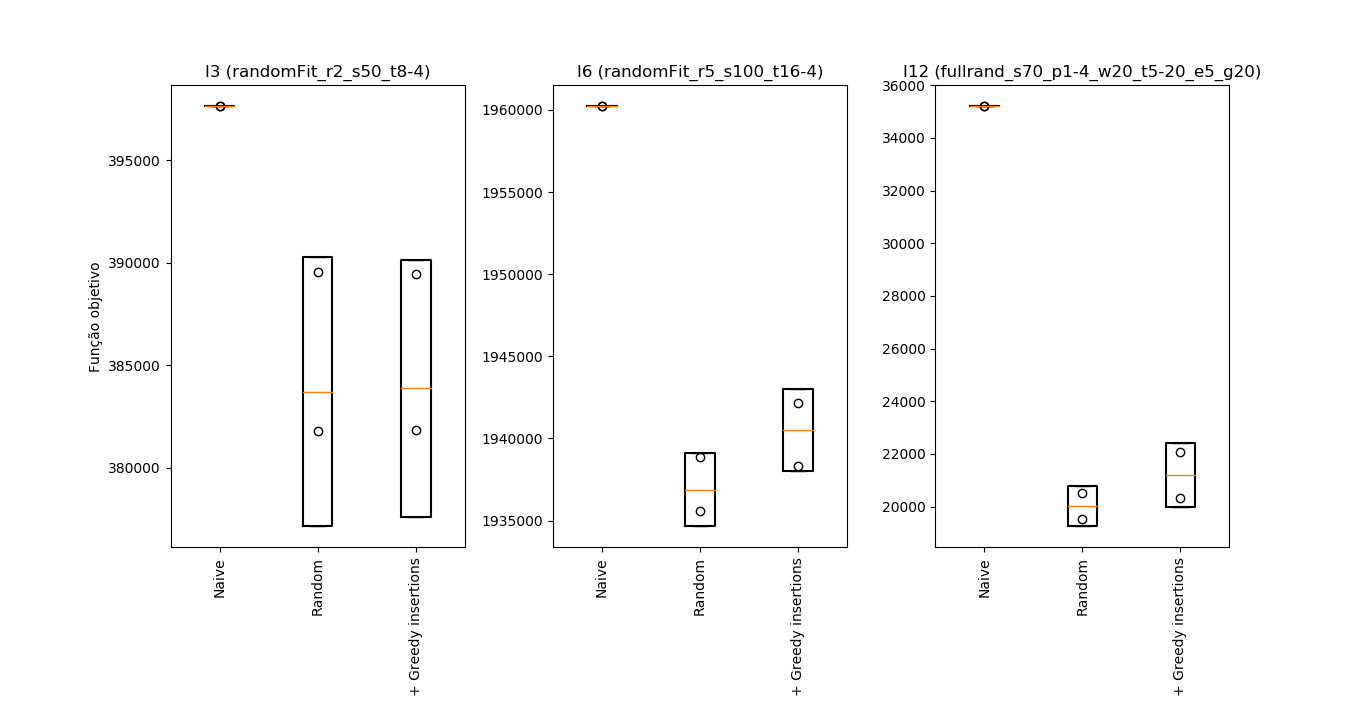 I3 (randomFit_r2_s50_t8-4)
Função objetivo
395000
390000
385000
380000
Naive
Random
+ Greedy insertions
I6 (randomFit_r5_s100_t16-4)
1960000
1955000
1950000
1945000
1940000
1935000
Naive
Random
+ Greedy insertions
I12 (fullrand_s70_p1-4_w20_t5-20_e5_g20)
36000
34000
32000
30000
28000
26000
24000
22000
20000
Naive
Random
+ Greedy insertions